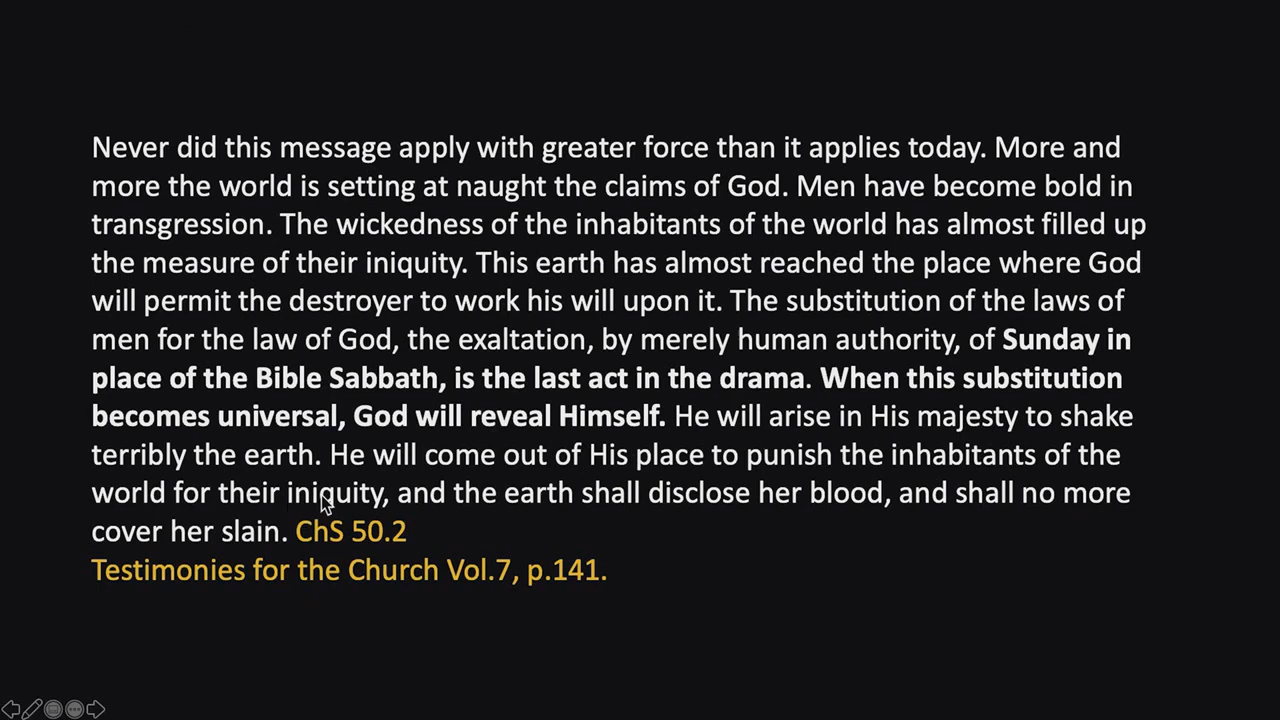 Never did this message apply with greater force than it applies today. More and
more the world is setting at naught the claims of God. Men have become bold in
transgression. The wickedness of the inhabitants of the world has almost filled up
the measure of their iniquity. This earth has almost reached the place where God
will permit the destroyer to work his will upon it. The substitution of the laws of
men for the law of God, the exaltation, by merely human authority, of Sunday in
place of the Bible Sabbath, is the last act in the drama. When this substitution
becomes universal, God will reveal Himself. He will arise in His majesty to shake
terribly the earth. He will come out of His place to punish the inhabitants of the
world for their iniquity, and the earth shall disclose her blood, and shall no more
cover her slain. ChS 50.2
Testimonies for the Church Vol.7, p.141.